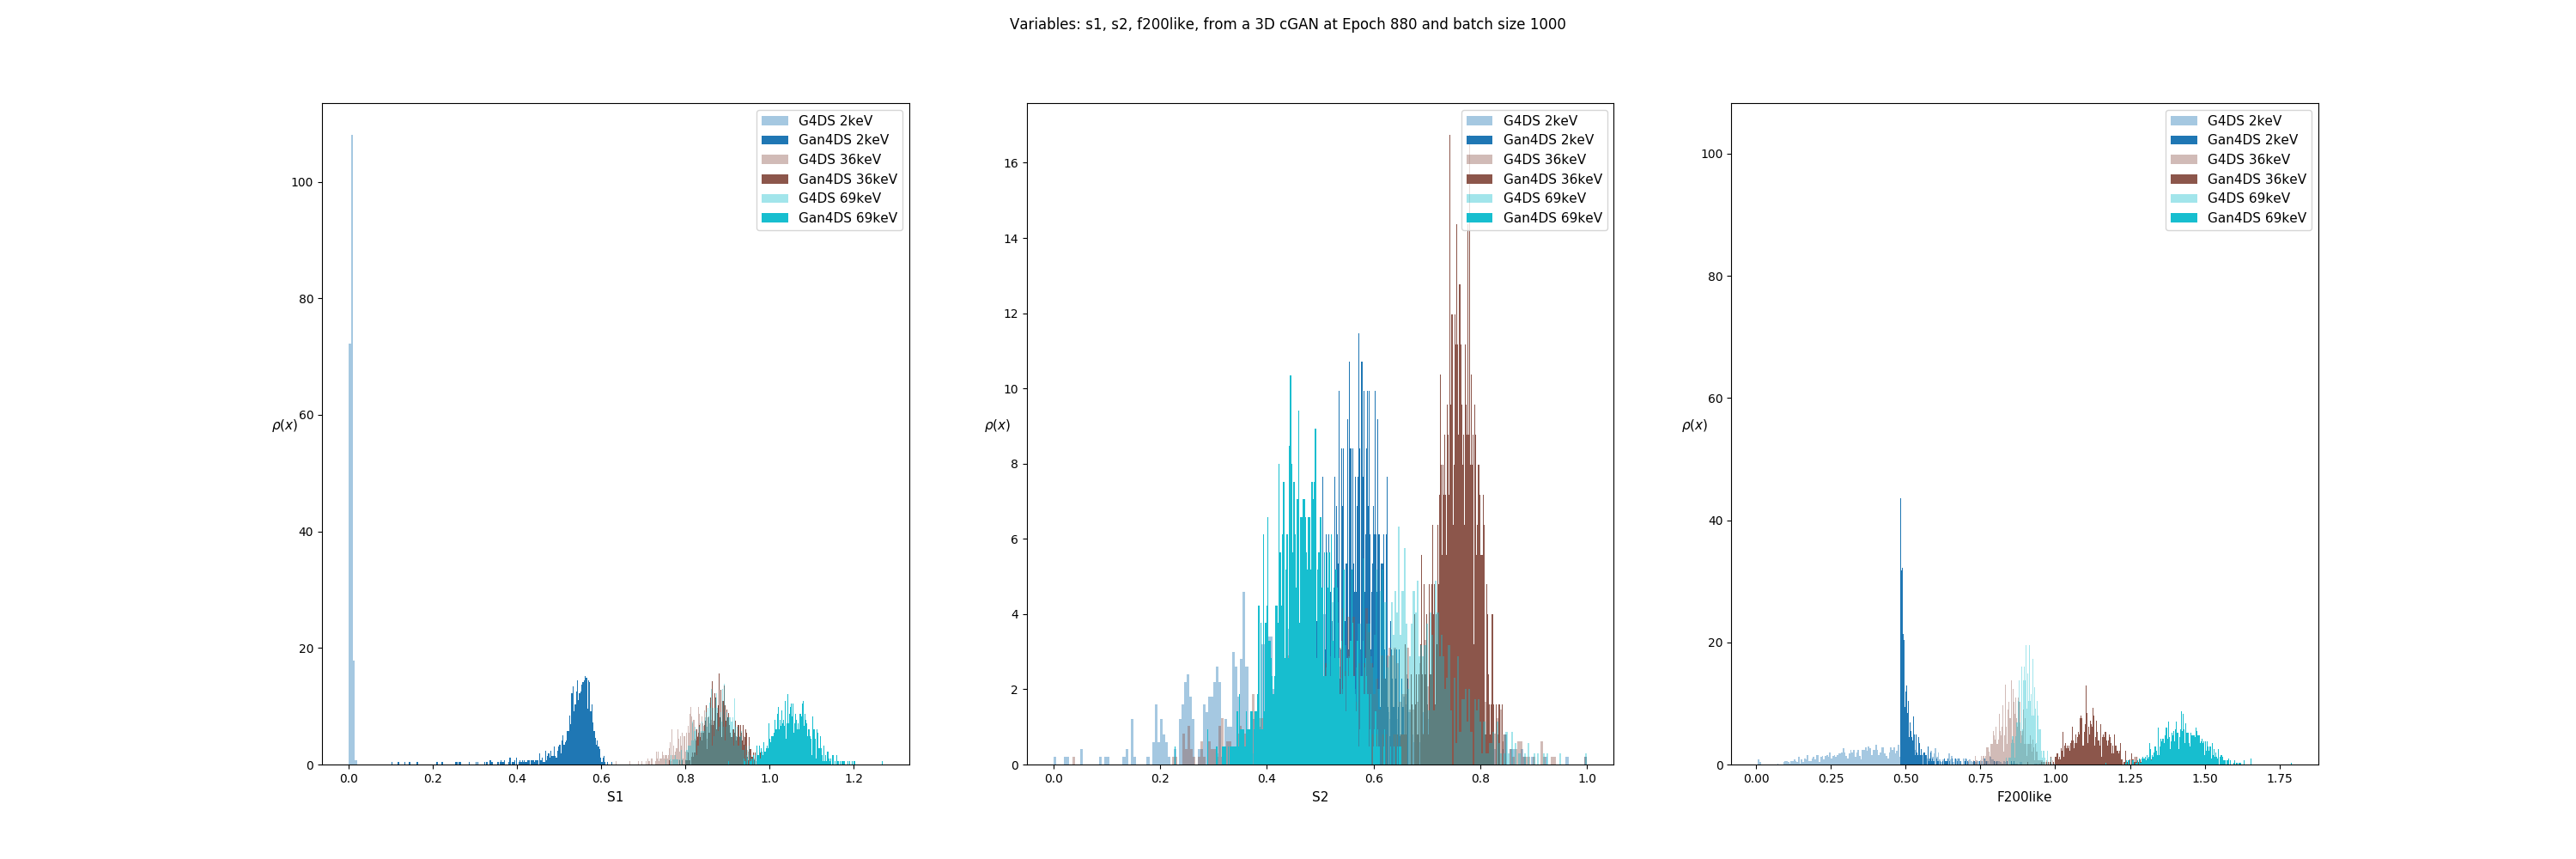 Variables: s1, s2, f200like, from a 3D cGAN at Epoch 880 and batch size 1000
G4DS 2keV
Gan4DS 2keV
G4DS 36keV
Gan4DS 36keV
G4DS 69keV
Gan4DS 69keV
100
80
60
40
20
0
ρ(x)
0.0 0.2 0.4 0.6 0.8 1.0 1.2
S1
G4DS 2keV
Gan4DS 2keV
G4DS 36keV
Gan4DS 36keV
G4DS 69keV
Gan4DS 69keV
16
14
12
10
8
6
4
2
0
ρ(x)
0.0 0.2 0.4 0.6 0.8 1.0
S2
G4DS 2keV
Gan4DS 2keV
G4DS 36keV
Gan4DS 36keV
G4DS 69keV
Gan4DS 69keV
100
80
60
40
20
0
ρ(x)
0.00 0.25 0.50 0.75 1.00 1.25 1.50 1.75
F200like